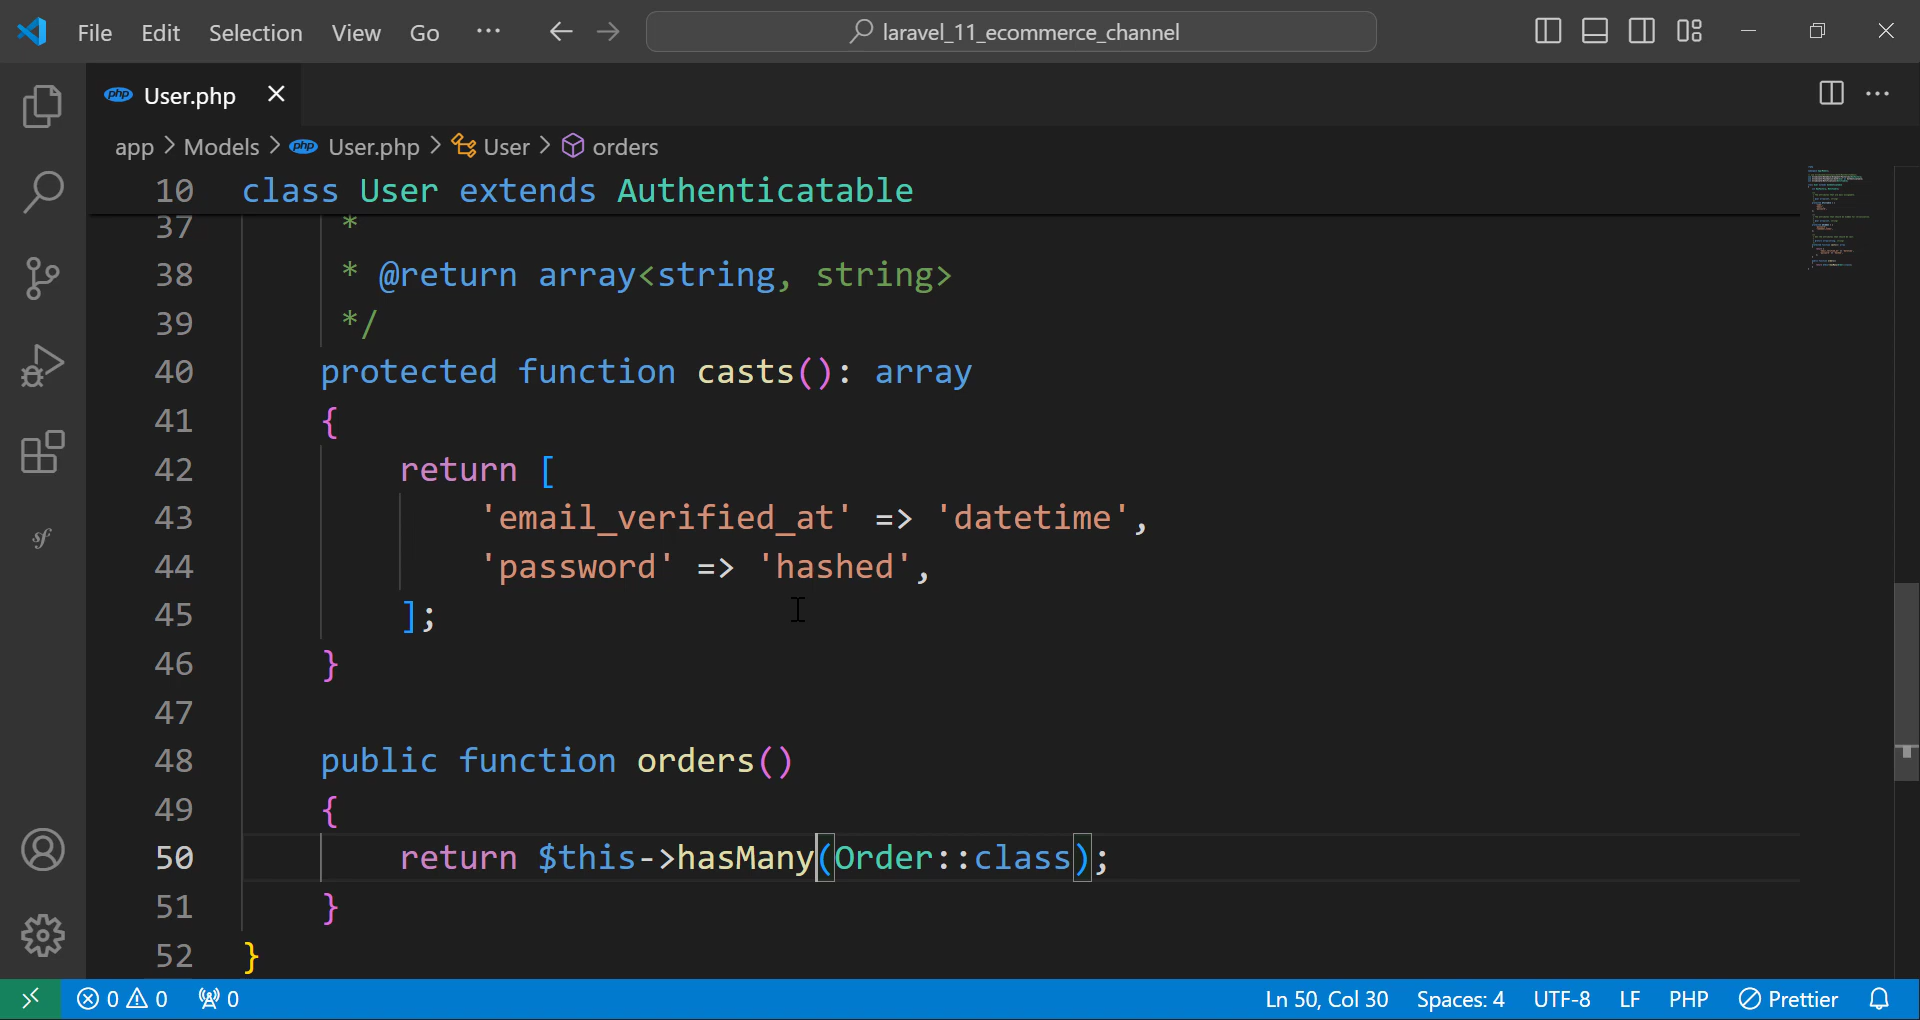 File Edit Selection View Go ··· laravel_11_ecommerce_channel
php User.php
app > Models > php User.php > User > orders
10 class User extends Authenticatable
37 *
38 * @return array<string, string>
39 */
40 protected function casts(): array
41 {
42 return [
43 'email_verified_at' => 'datetime',
44 'password' => 'hashed',
45 ];
46 }
47
48 public function orders()
49 {
50 return $this->hasMany(Order::class);
51 }
52 }
0 0 0 Ln 50, Col 30 Spaces: 4 UTF-8 LF PHP Prettier